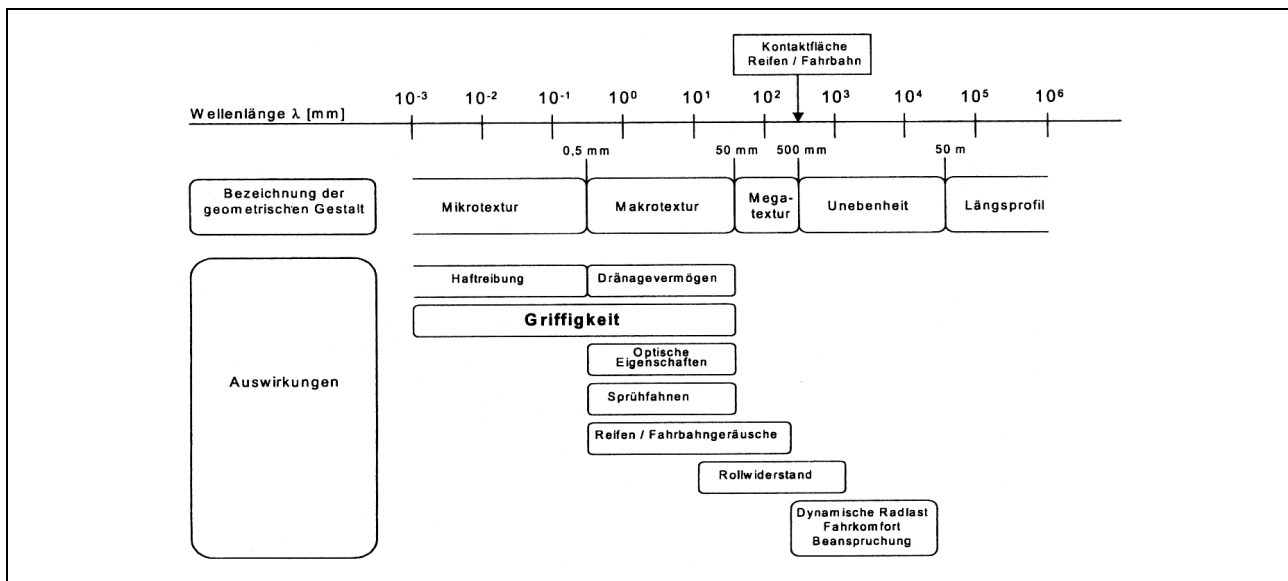 Kontaktfläche
Reifen / Fahrbahn
Wellenlänge λ [mm]
10⁻³ 10⁻² 10⁻¹ 10⁰ 10¹ 10² 10³ 10⁴ 10⁵ 10⁶
0,5 mm 50 mm 500 mm 50 m
Bezeichnung der
geometrischen Gestalt
Mikrotextur
Makrotextur
Mega-
textur
Unebenheit
Längsprofil
Auswirkungen
Haftreibung
Dränagevermögen
Griffigkeit
Optische
Eigenschaften
Sprühfahnen
Reifen / Fahrbahngeräusche
Rollwiderstand
Dynamische Radlast
Fahrkomfort
Beanspruchung